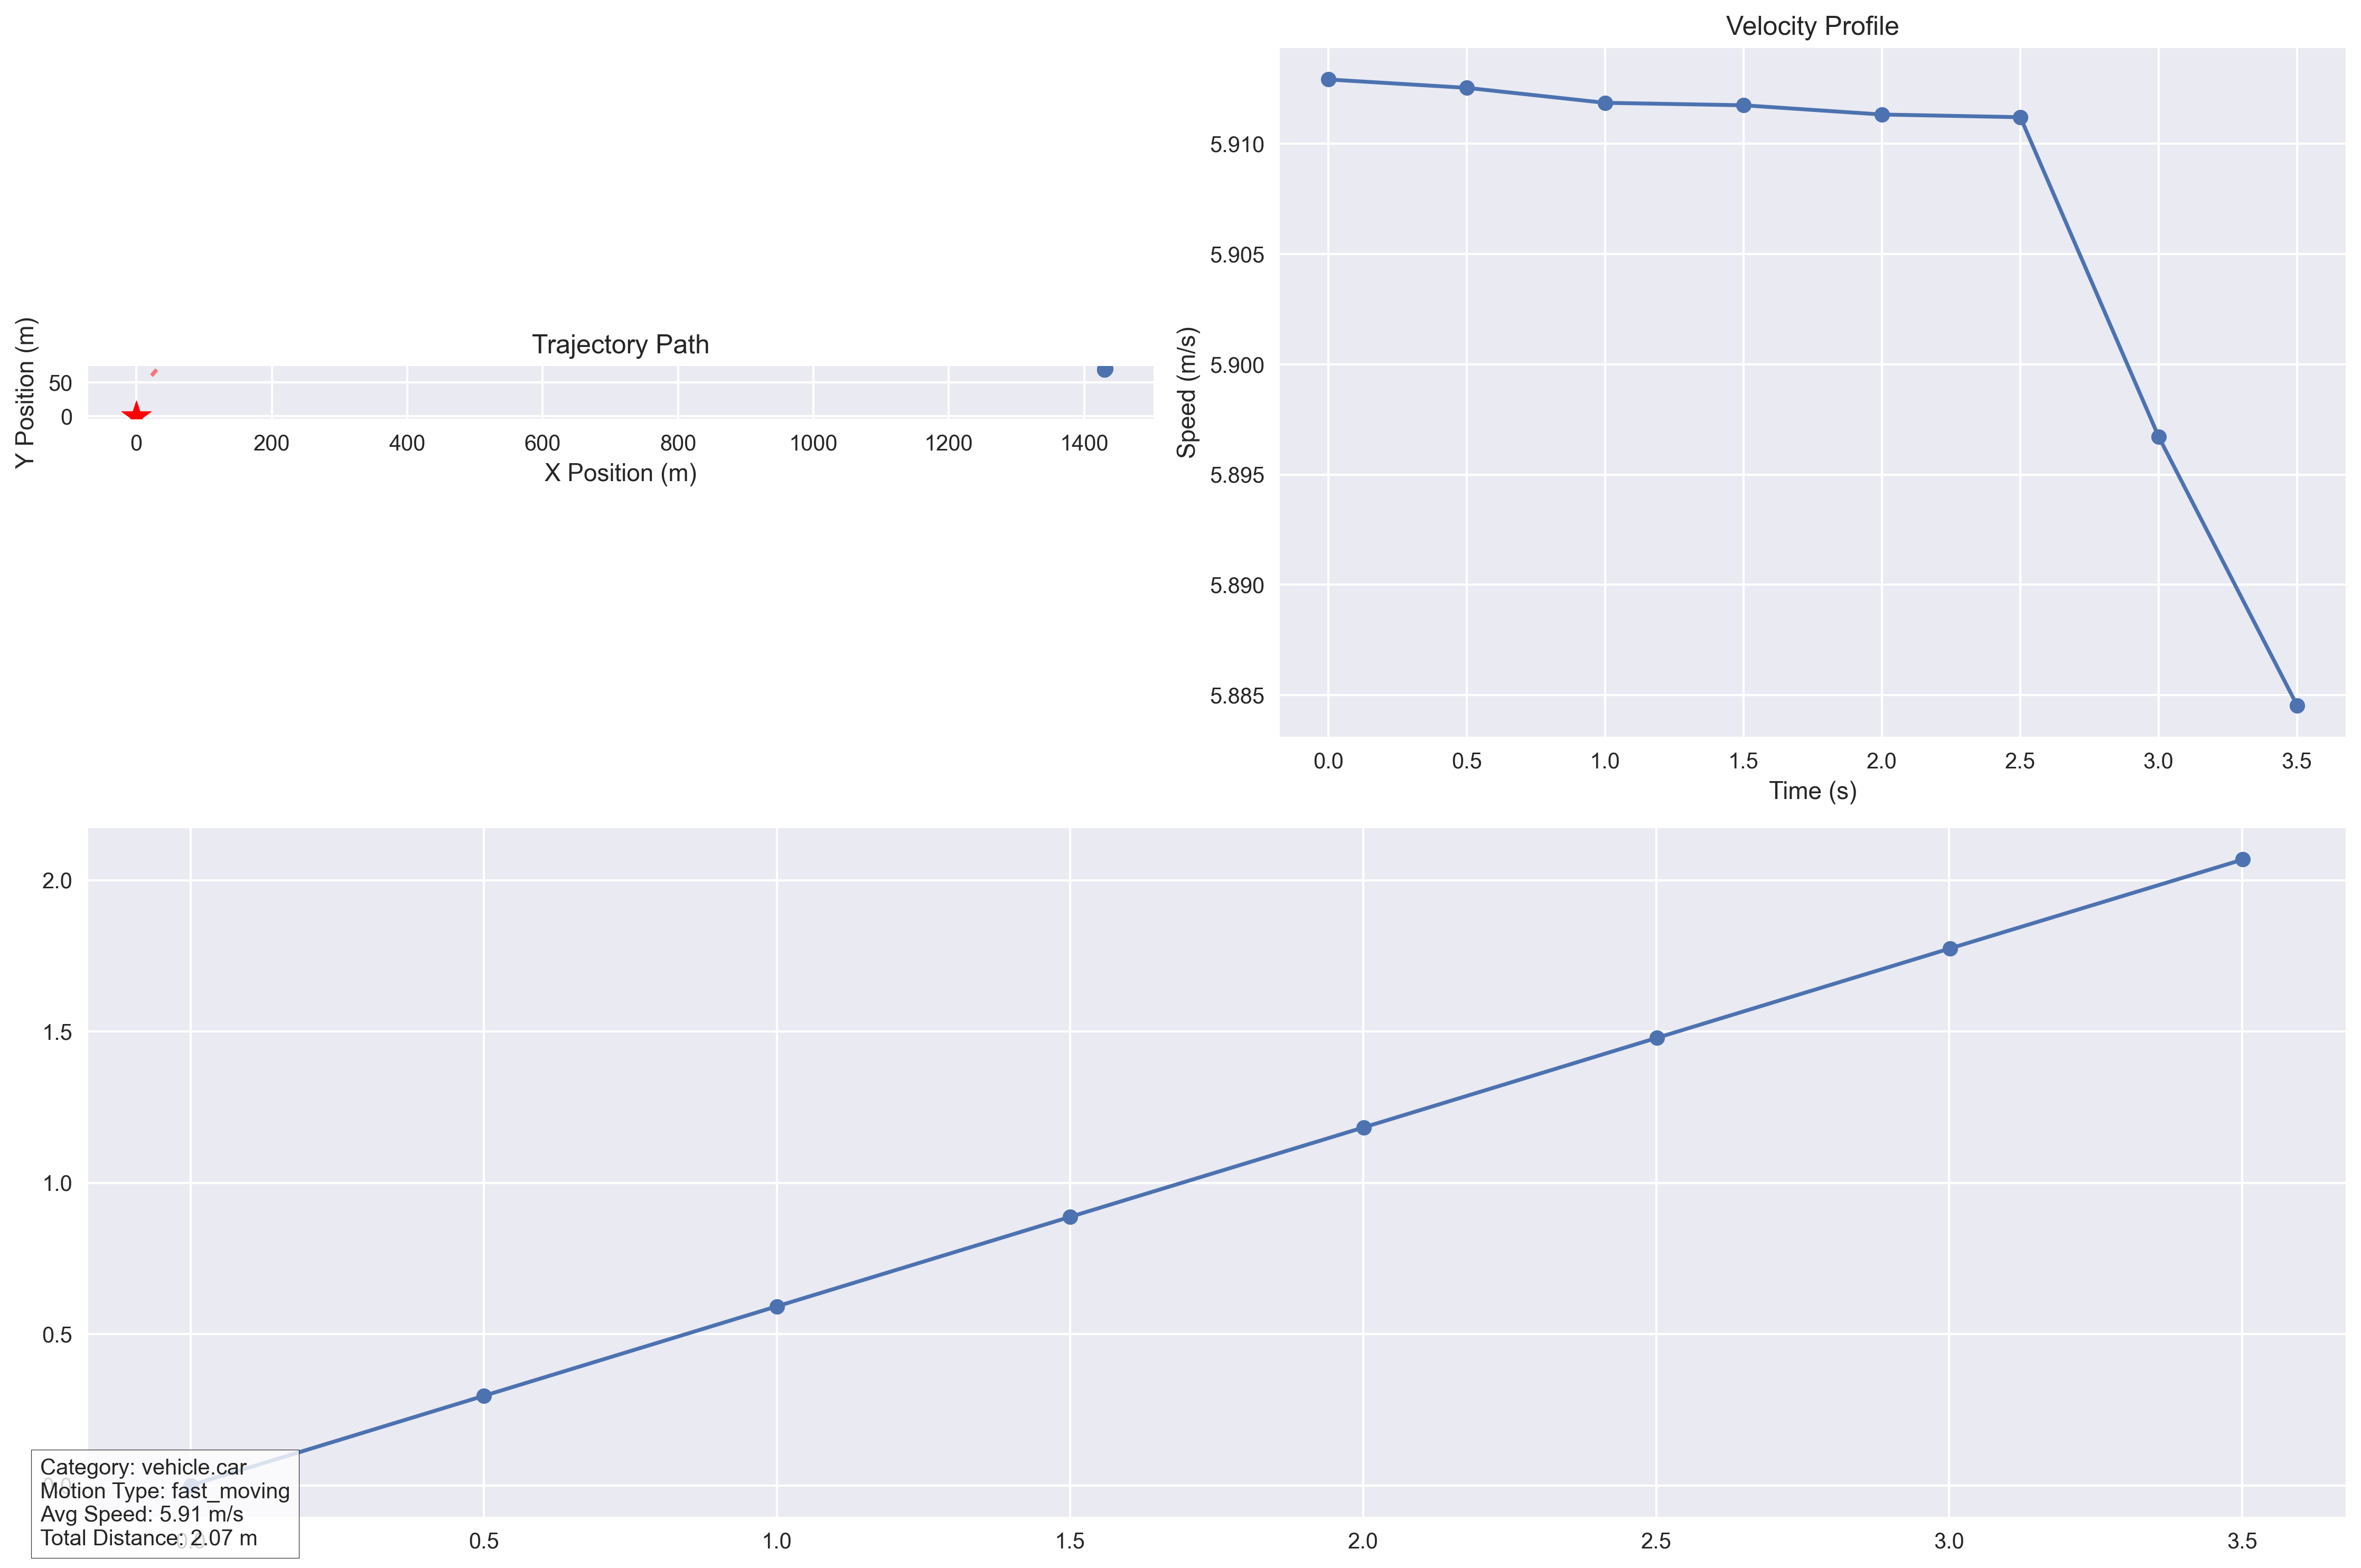 Trajectory Path
Y Position (m)
50
0
0 200 400 600 800 1000 1200 1400
X Position (m)
Velocity Profile
Speed (m/s)
5.910
5.905
5.900
5.895
5.890
5.885
0.0 0.5 1.0 1.5 2.0 2.5 3.0 3.5
Time (s)
2.0
1.5
1.0
0.5
0.0
0.0 0.5 1.0 1.5 2.0 2.5 3.0 3.5
Category: vehicle.car
Motion Type: fast_moving
Avg Speed: 5.91 m/s
Total Distance: 2.07 m